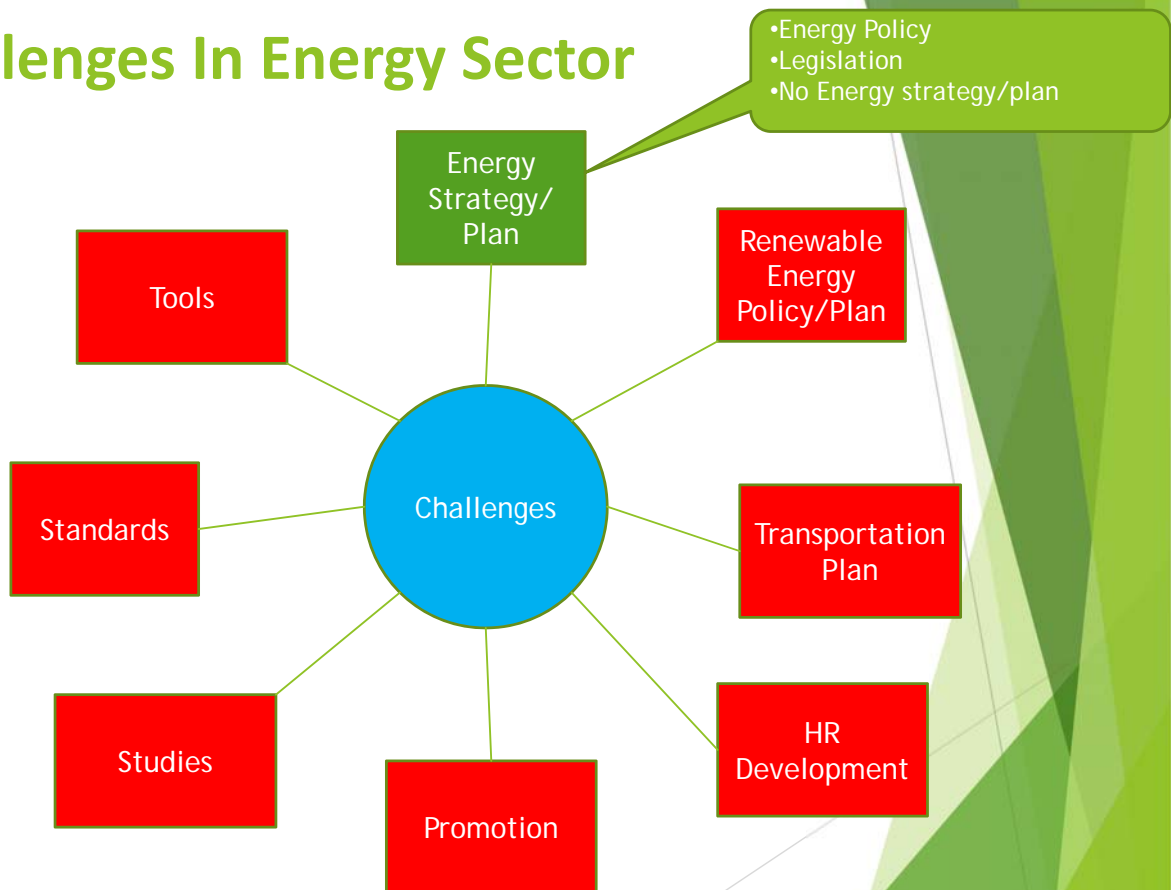 lenges In Energy Sector
•Energy Policy
•Legislation
•No Energy strategy/plan
Energy
Strategy/
Plan
Renewable
Energy
Policy/Plan
Tools
Challenges
Standards
Transportation
Plan
HR
Development
Studies
Promotion